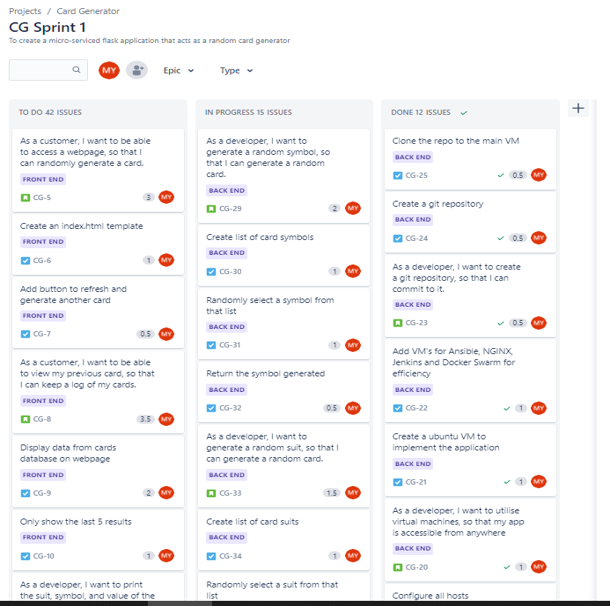 Projects / Card Generator
CG Sprint 1
To create a micro-serviced flask application that acts as a random card generator
MY
Epic
Type
TO DO 42 ISSUES
As a customer, I want to be able
to access a webpage, so that I
can randomly generate a card.
FRONT END
CG-5
3
MY
Create an index.html template
FRONT END
CG-6
1
MY
Add button to refresh and
generate another card
FRONT END
CG-7
0.5
MY
As a customer, I want to be able
to view my previous card, so that
I can keep a log of my cards.
FRONT END
CG-8
3.5
MY
Display data from cards
database on webpage
FRONT END
CG-9
2
MY
Only show the last 5 results
FRONT END
CG-10
1
MY
As a developer, I want to print
the suit, symbol, and value of the
IN PROGRESS 15 ISSUES
As a developer, I want to
generate a random symbol, so
that I can generate a random
card.
BACK END
CG-29
2
MY
Create list of card symbols
BACK END
CG-30
1
MY
Randomly select a symbol from
that list
BACK END
CG-31
1
MY
Return the symbol generated
BACK END
CG-32
0.5
MY
As a developer, I want to
generate a random suit, so that I
can generate a random card.
BACK END
CG-33
1.5
MY
Create list of card suits
BACK END
CG-34
1
MY
Randomly selected a suit from that
list
DONE 12 ISSUES
Clone the repo to the main VM
BACK END
CG-25
0.5
MY
Create a git repository
BACK END
CG-24
0.5
MY
As a developer, I want to create
a git repository, so that I can
commit to it.
BACK END
CG-23
0.5
MY
Add VM's for Ansible, NGINX,
Jenkins and Docker Swarm for
efficiency
BACK END
CG-22
1
MY
Create a ubuntu VM to
implement the application
BACK END
CG-21
1
MY
As a developer, I want to utilise
virtual machines, so that my app
is accessible from anywhere
BACK END
CG-20
1
MY
Configure all hosts